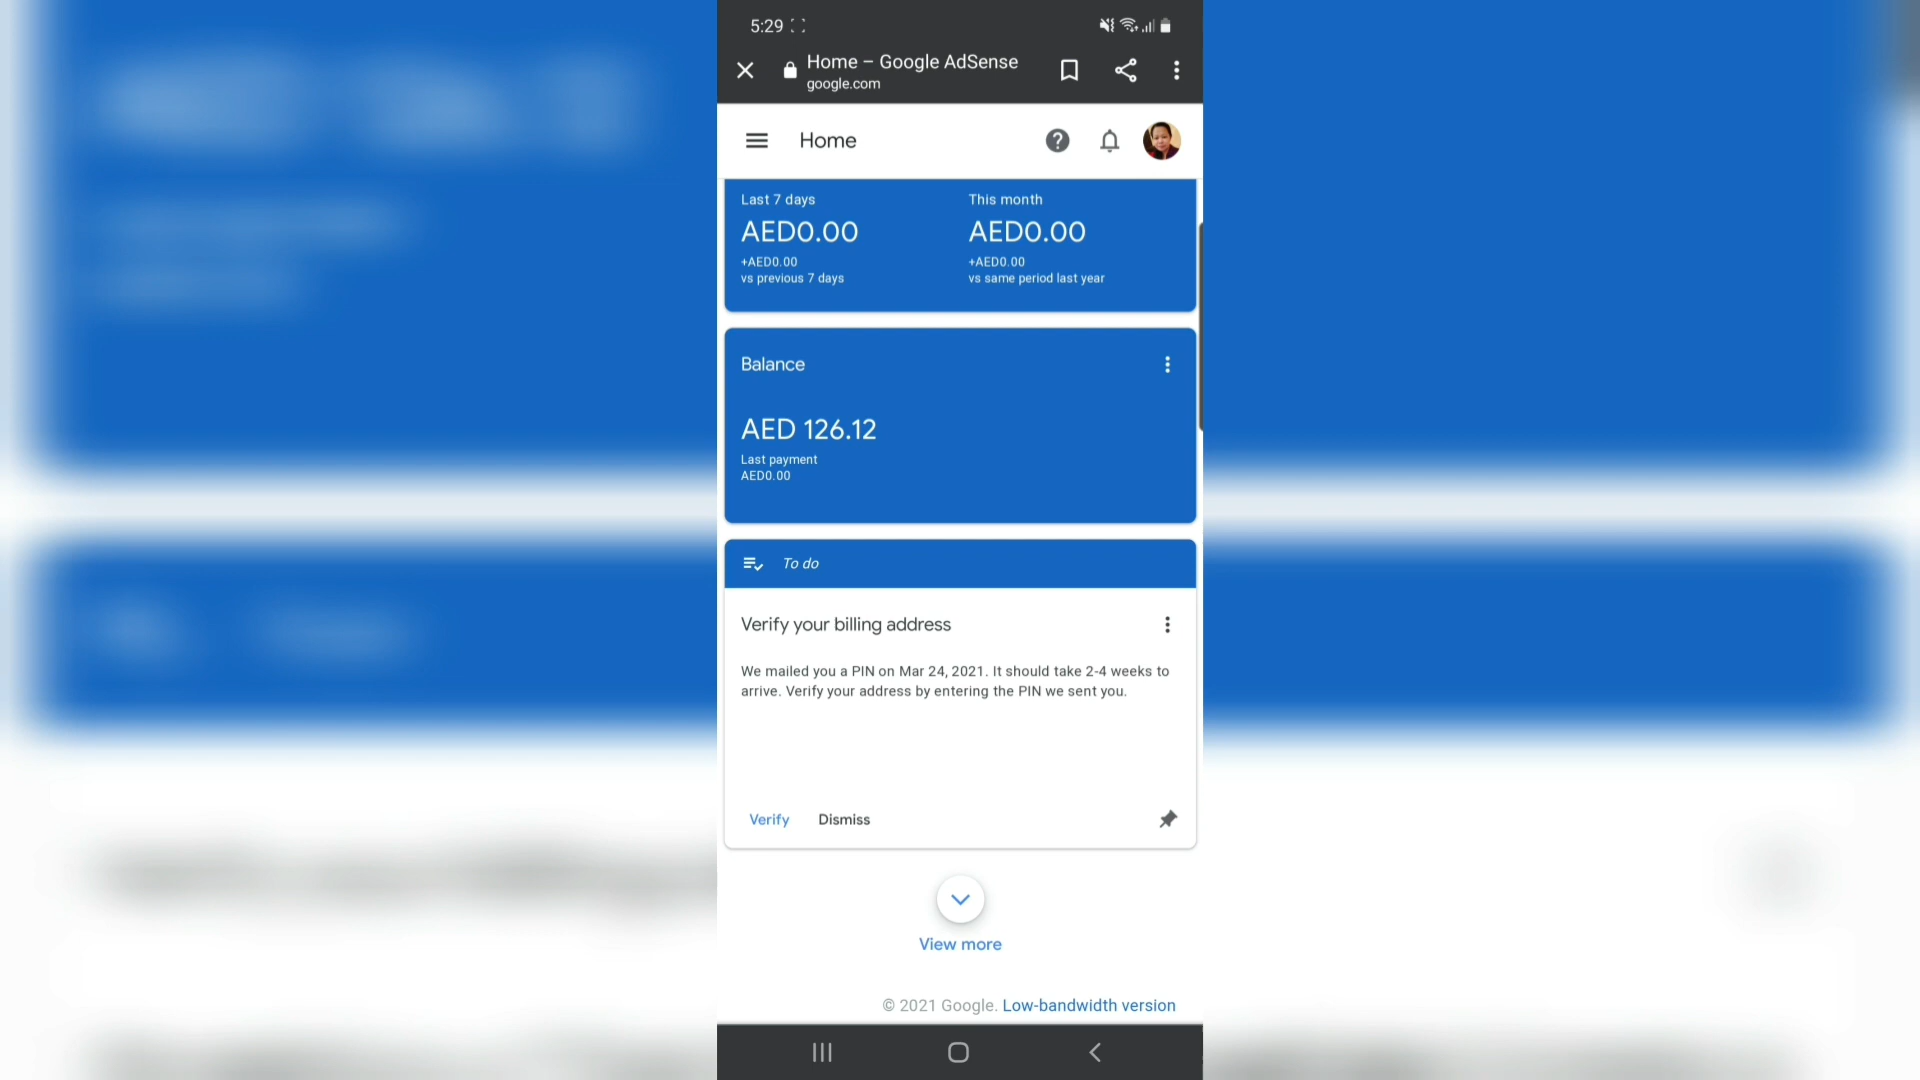 5:29
Home – Google AdSense
google.com
Home
Last 7 days This month
AED0.00 AED0.00
+AED0.00 +AED0.00
vs previous 7 days vs same period last year
Balance
AED 126.12
Last payment
AED0.00
To do
Verify your billing address
We mailed you a PIN on Mar 24, 2021. It should take 2-4 weeks to
arrive. Verify your address by entering the PIN we sent you.
Verify Dismiss
View more
© 2021 Google. Low-bandwidth version